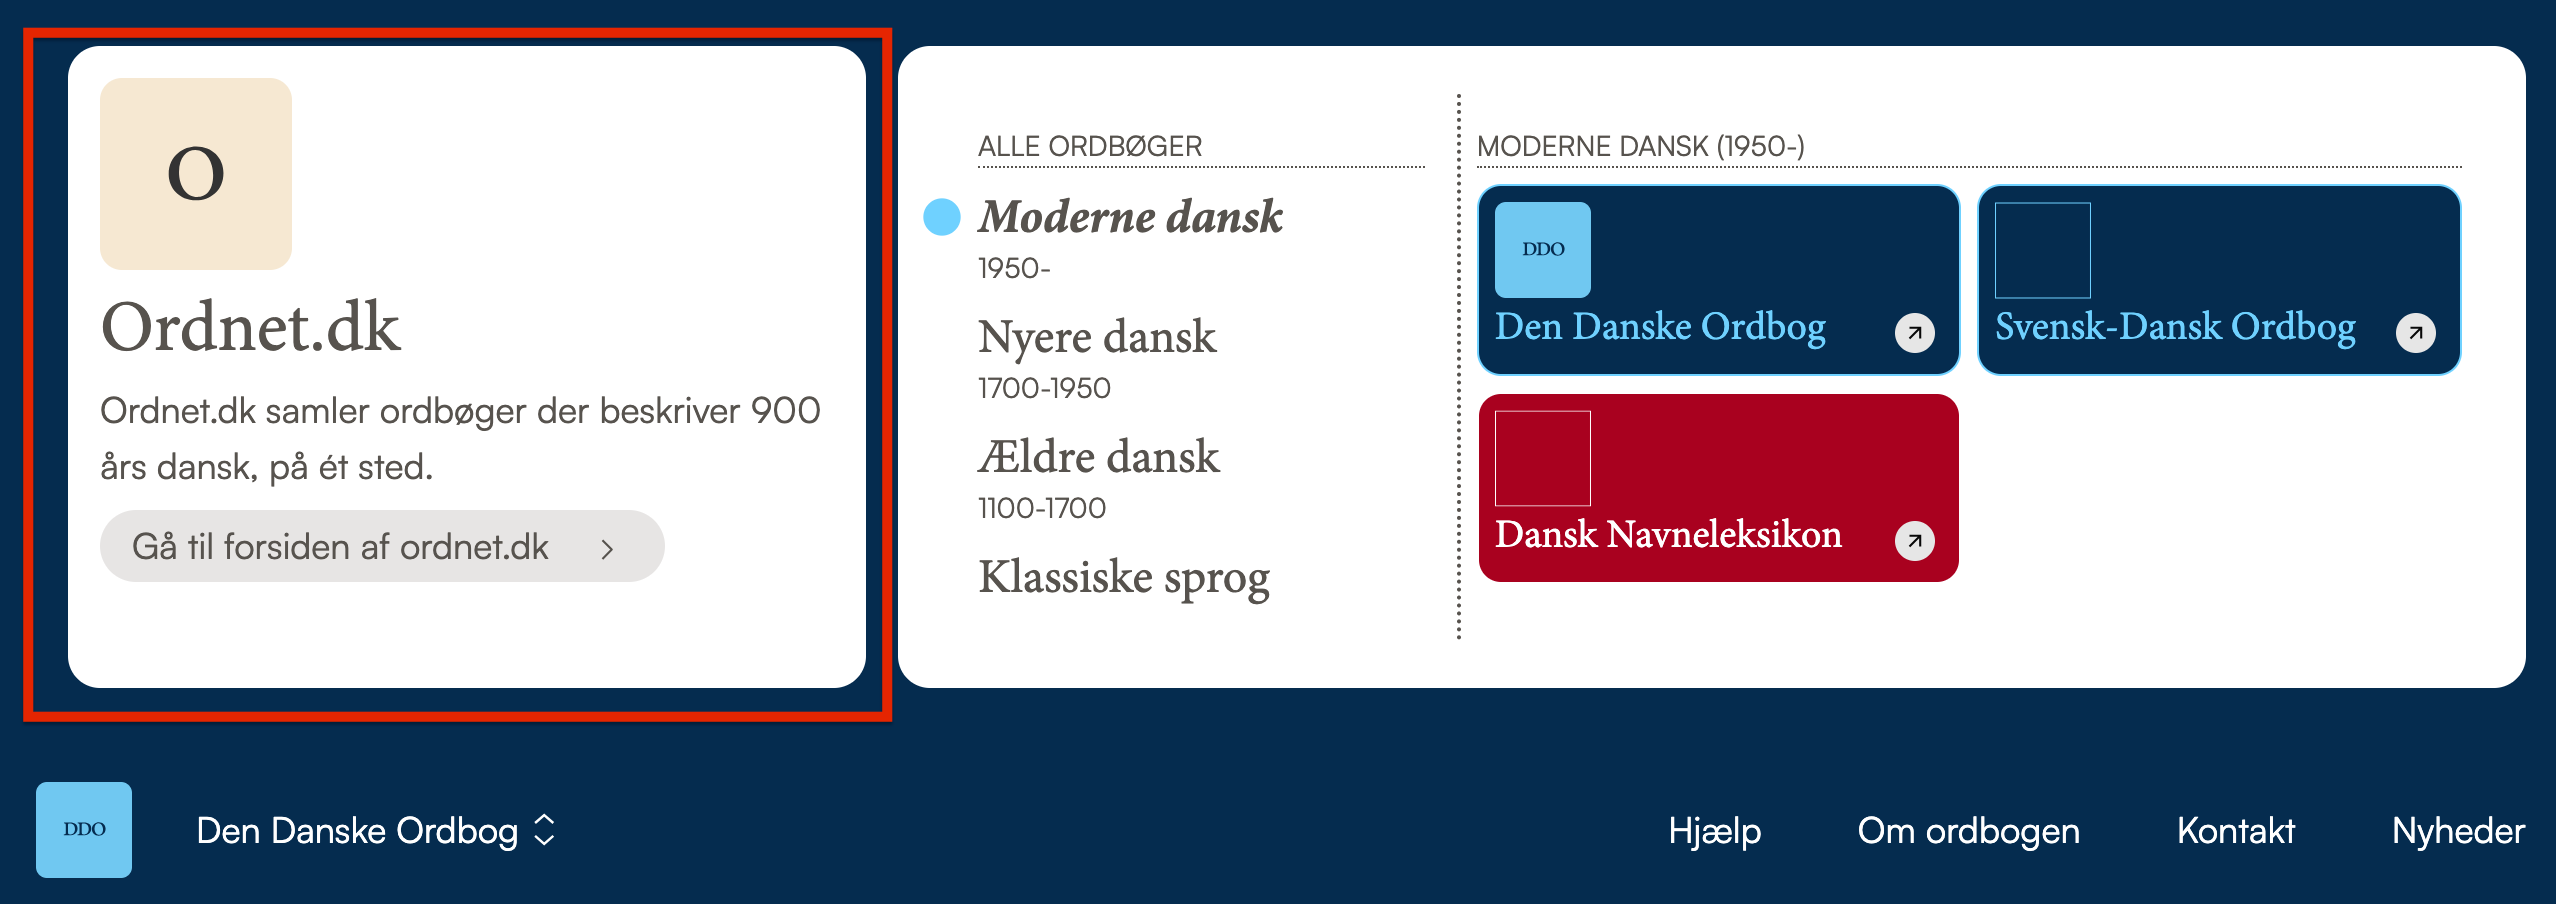 O
Ordnet.dk
Ordnet.dk samler ordbøger der beskriver 900
års dansk, på ét sted.
Gå til forsiden af ordnet.dk
ALLE ORDBØGER
Moderne dansk
1950-
Nyere dansk
1700-1950
Ældre dansk
1100-1700
Klassiske sprog
MODERNE DANSK (1950-)
DDO
Den Danske Ordbog
Svensk-Dansk Ordbog
Dansk Navneleksikon
DDO
Den Danske Ordbog
Hjælp
Om ordbogen
Kontakt
Nyheder